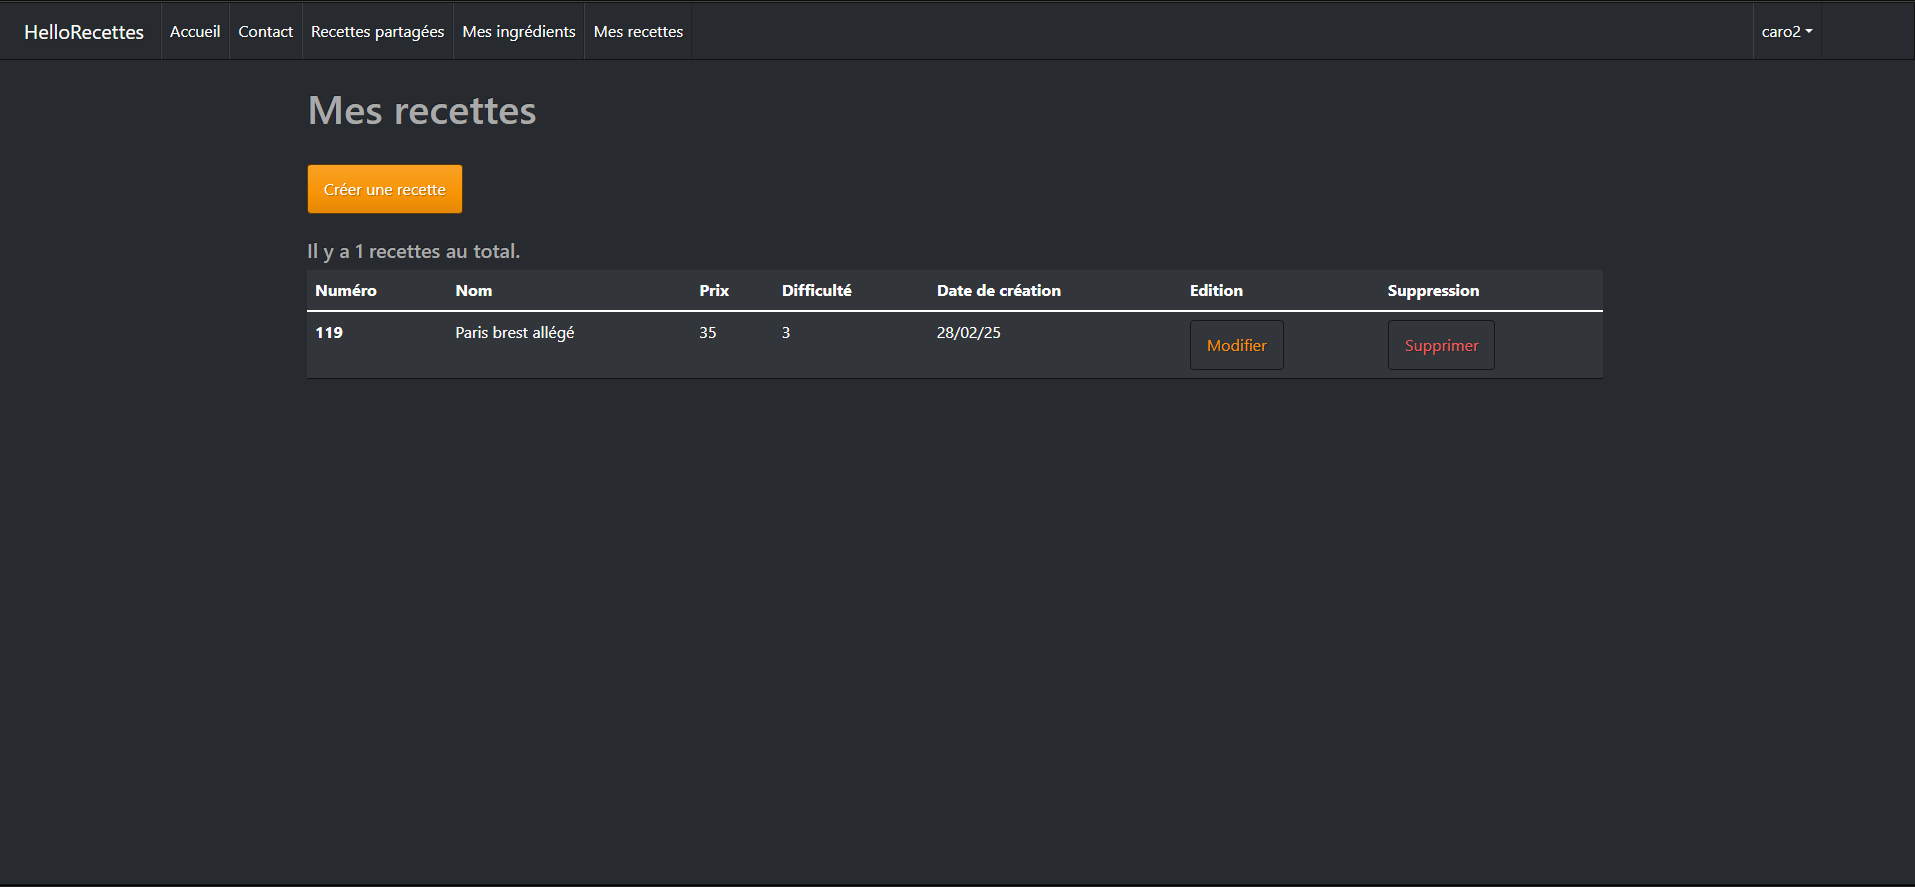 HelloRecettes Accueil Contact Recettes partagées Mes ingrédients Mes recettes caro2
Mes recettes
Créer une recette
Il y a 1 recettes au total.
Numéro Nom Prix Difficulté Date de création Edition Suppression
119 Paris brest allégé 35 3 28/02/25 Modifier Supprimer